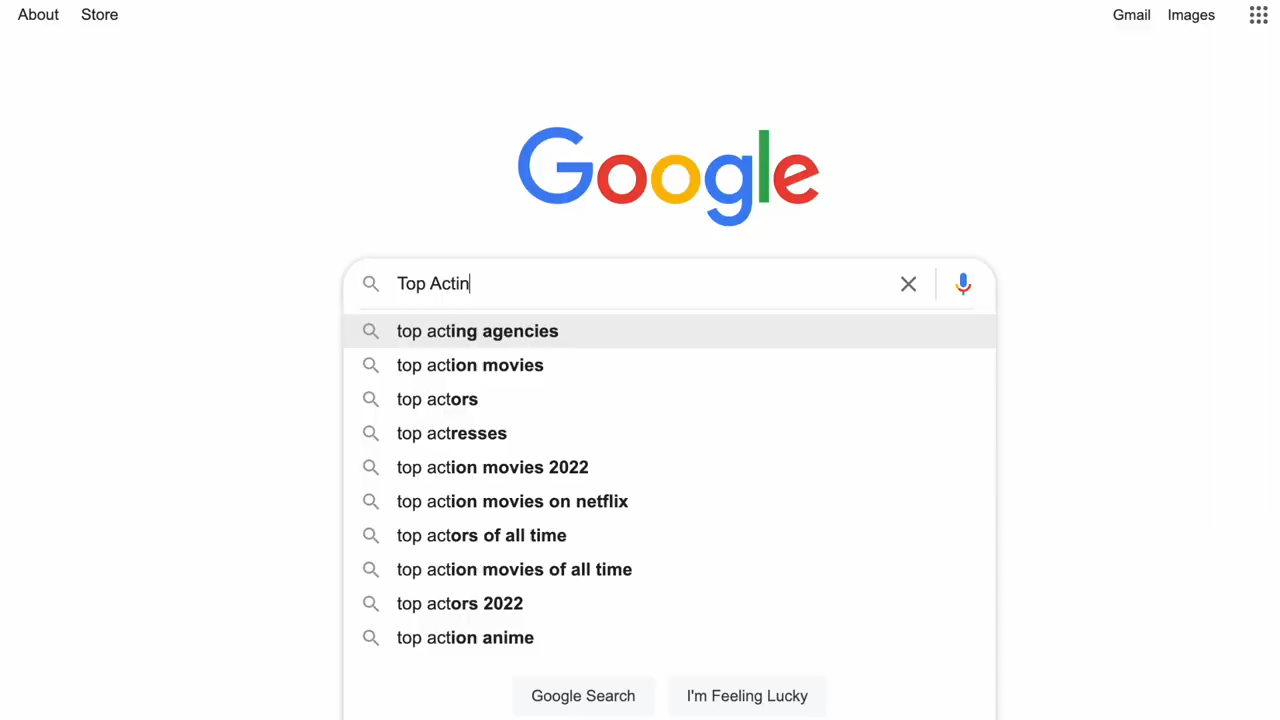 About Store Gmail Images
Google
Top Actin
top acting agencies
top action movies
top actors
top actresses
top action movies 2022
top action movies on netflix
top actors of all time
top action movies of all time
top actors 2022
top action anime
Google Search I'm Feeling Lucky